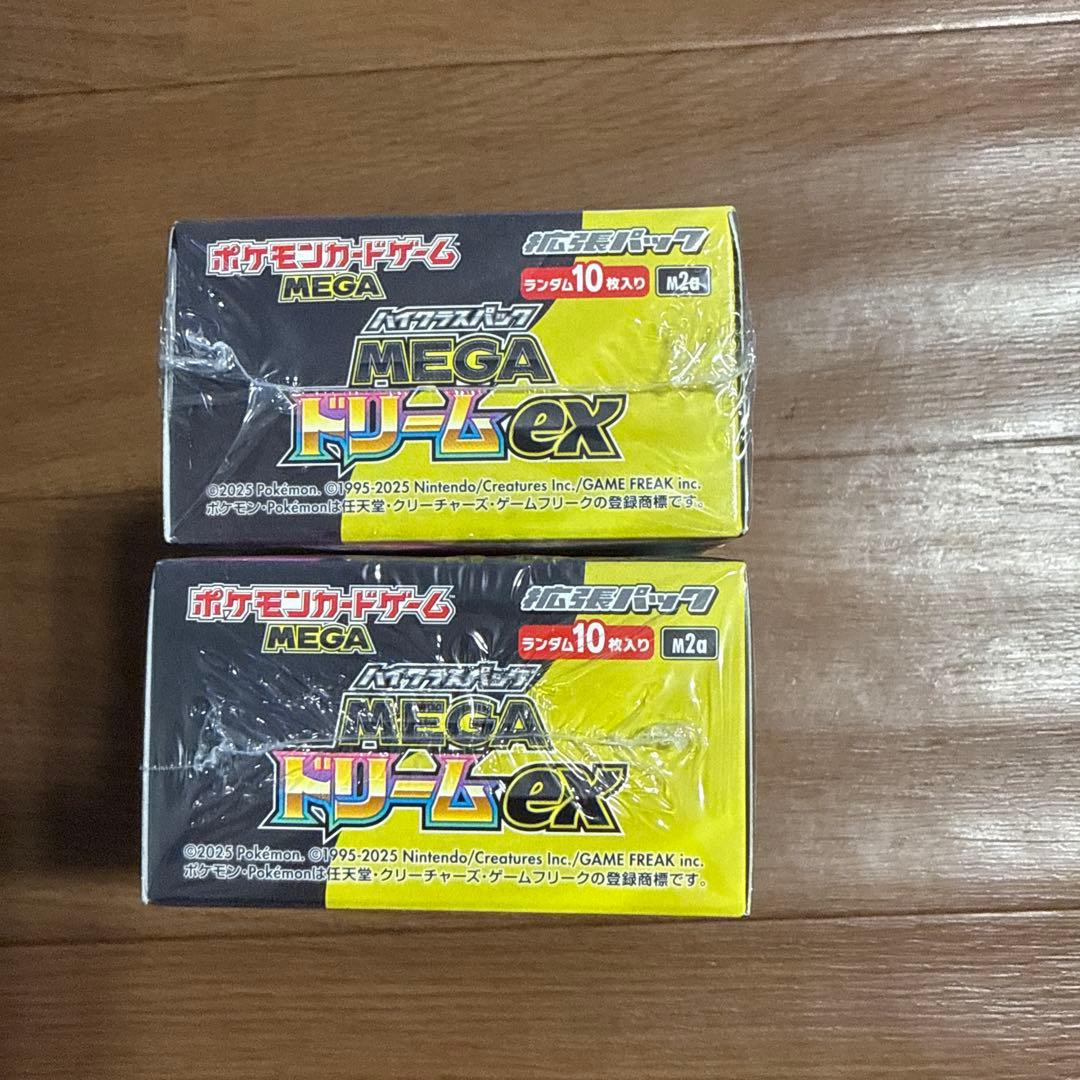 ポケモンカードゲーム
MEGA
拡張パック
ランダム10枚入り M2a
ハイクラスパック
MEGA
ドリームex
©2025 Pokémon. ©1995-2025 Nintendo/Creatures Inc./GAME FREAK inc.
ポケモン・Pokémonは任天堂・クリーチャーズ・ゲームフリークの登録商標です。
ポケモンカードゲーム™
MEGA
拡張パック
ランダム10枚入り M2a
ハイクラスパック
MEGA
ドリームex
©2025 Pokémon. ©1995-2025 Nintendo/Creatures Inc./GAME FREAK inc.
ポケモン・Pokémonは任天堂・クリーチャーズ・ゲームフリークの登録商標です。